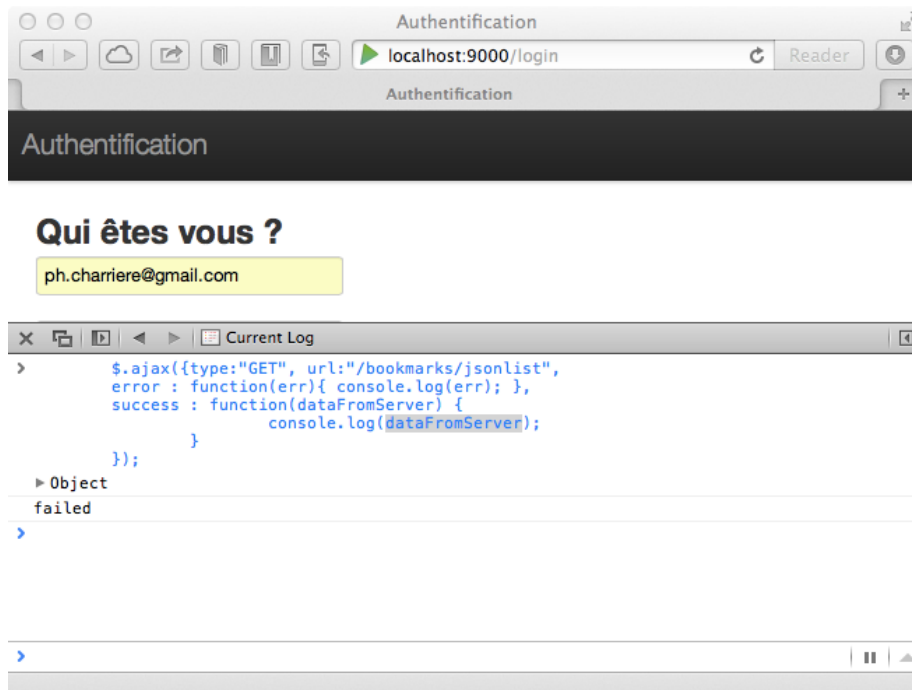 Authentification
localhost:9000/login
Reader
Authentification
Authentification
Qui êtes vous ?
ph.charriere@gmail.com
Current Log
$.ajax({type:"GET", url:"/bookmarks/jsonlist",
error : function(err){ console.log(err); },
success : function(dataFromServer) {
console.log(dataFromServer);
}
});
Object
failed